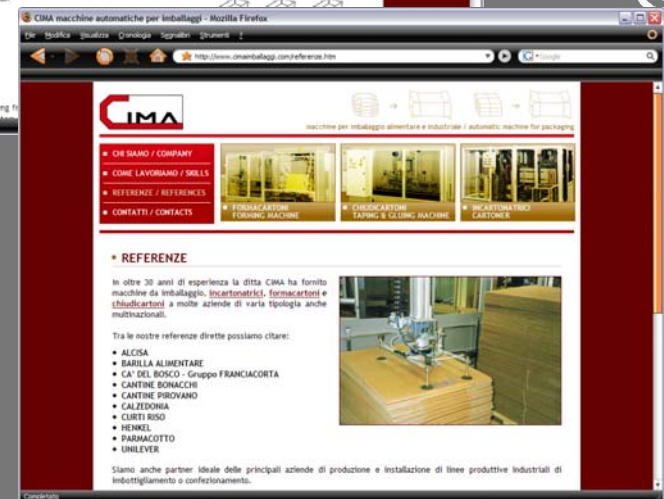 CIMA macchine automatiche per imballaggi - Mozilla Firefox
File Modifica Visualizza Cronologia Segnalibri Strumenti ?
http://www.cimaimballaggi.com/referenze.htm
Google
CIMA
macchine per imballaggio alimentare e industriale / automatic machine for packaging
CHI SIAMO / COMPANY
COME LAVORIAMO / SKILLS
REFERENZE / REFERENCES
CONTATTI / CONTACTS
FORMACARTONI
FORMING MACHINE
CHIUDICARTONI
TAPING & GLUING MACHINE
INCARTONATRICI
CARTONER
REFERENZE
In oltre 30 anni di esperienza la ditta CIMA ha fornito
macchine da imballaggio, incartonatrici, formacartoni e
chiudicartoni a molte aziende di varia tipologia anche
multinazionali.
Tra le nostre referenze dirette possiamo citare:
• ALCISA
• BARILLA ALIMENTARE
• CA' DEL BOSCO - Gruppo FRANCIACORTA
• CANTINE BONACCHI
• CANTINE PIROVANO
• CALZEDONIA
• CURTI RISO
• HENKEL
• PARMACOTTO
• UNILEVER
Siamo anche partner ideale delle principali aziende di produzione e installazione di linee produttive industriali di
imbottigliamento o confezionamento.
Completato